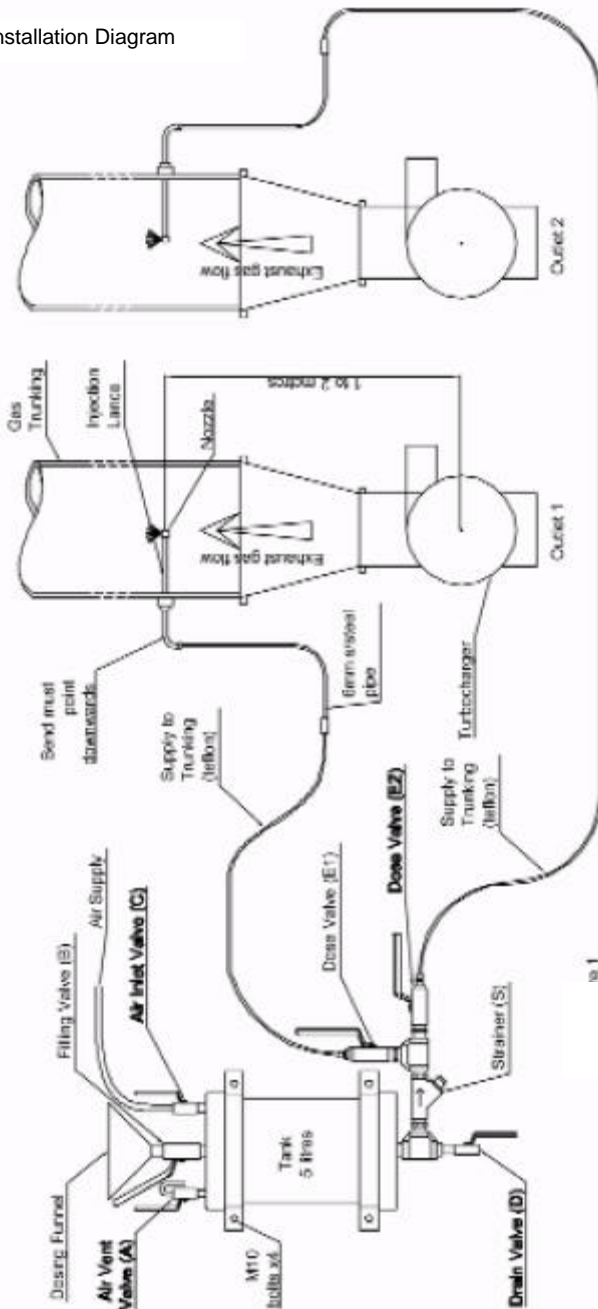 nstallation Diagram
Gas
Trunking
Injection
Lance
Nozzle
Exhaust gas flow
Exhaust gas flow
1 to 2 metres
Outlet 2
Outlet 1
Bend must
point
downwards
Supply to
Trunking
(teflon)
6mm s/steel
pipe
Turbocharger
Air Supply
Filling Valve (B)
Air Inlet Valve (C)
Dosing Funnel
Air Vent
Valve (A)
Tank
5 litres
M10
bolts x4
Drain Valve (D)
Dose Valve (E1)
Dose Valve (E2)
Supply to
Trunking
(teflon)
Strainer (S)